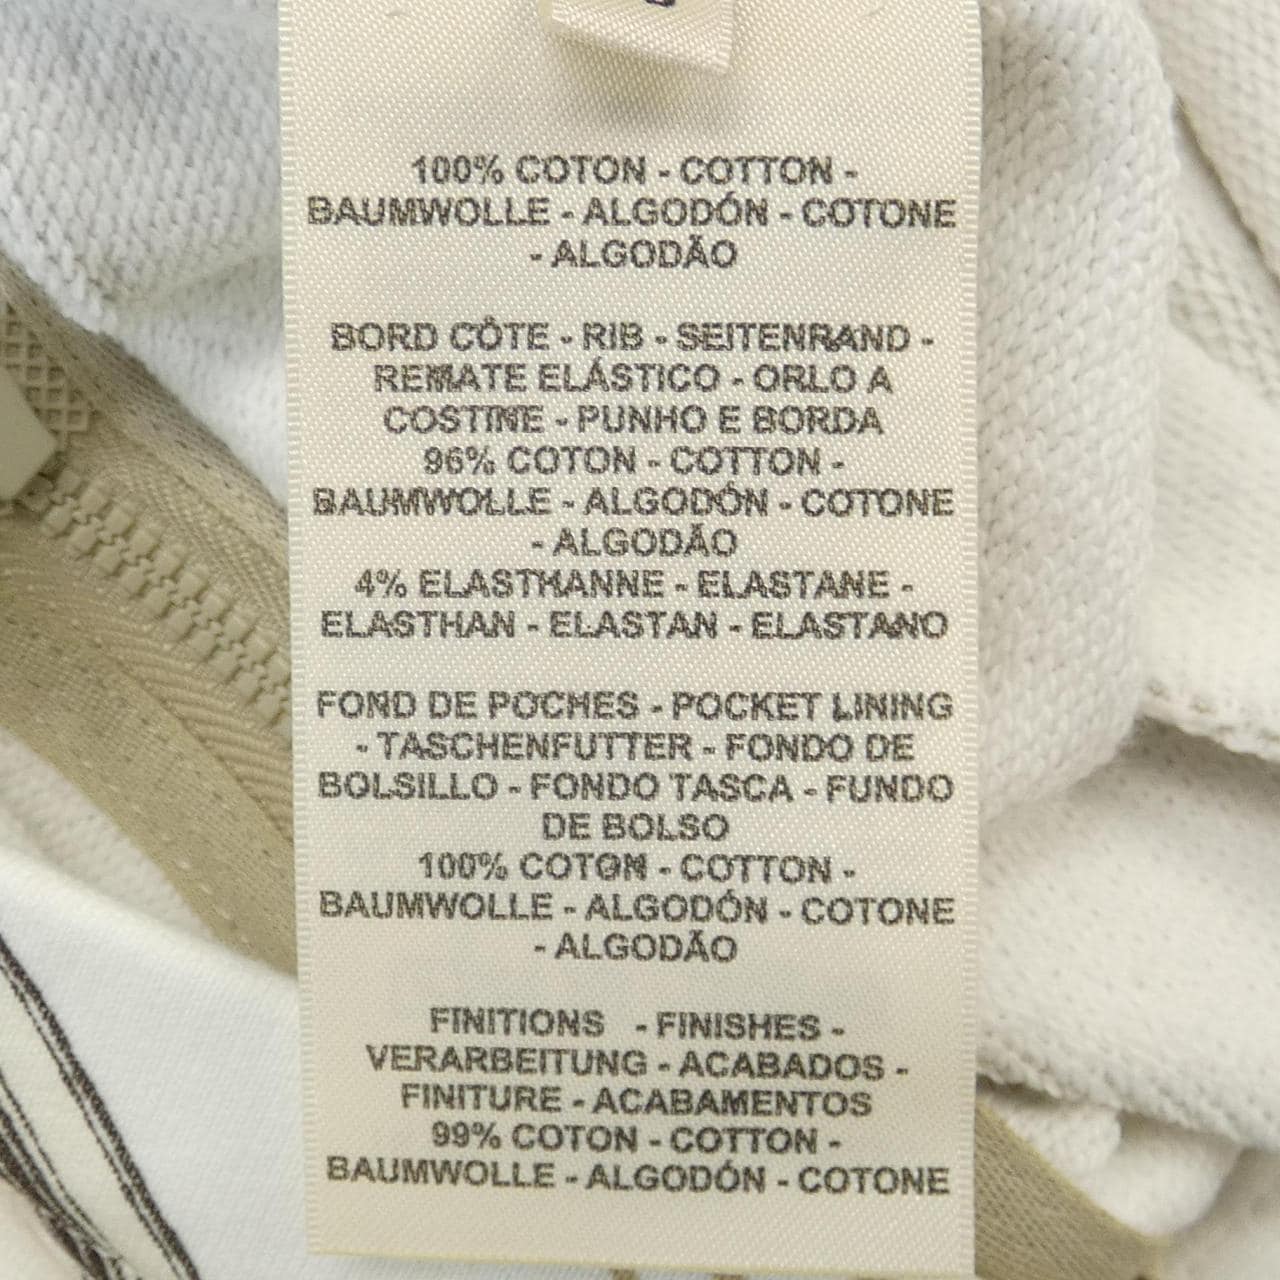 100% COTON - COTTON -
BAUMWOLLE - ALGODÓN - COTONE
- ALGODÃO
BORD CÔTE - RIB - SEITENRAND -
REMATE ELÁSTICO - ORLO A
COSTINE - PUNHO E BORDA
96% COTON - COTTON -
BAUMWOLLE - ALGODÓN - COTONE
- ALGODÃO
4% ELASTHANNE - ELASTANE -
ELASTHAN - ELASTAN - ELASTANO
FOND DE POCHES - POCKET LINING
- TASCHENFUTTER - FONDO DE
BOLSILLO - FONDO TASCA - FUNDO
DE BOLSO
100% COTON - COTTON -
BAUMWOLLE - ALGODÓN - COTONE
- ALGODÃO
FINITIONS - FINISHES -
VERARBEITUNG - ACABADOS -
FINITURE - ACABAMENTOS
99% COTON - COTTON -
BAUMWOLLE - ALGODÓN - COTONE